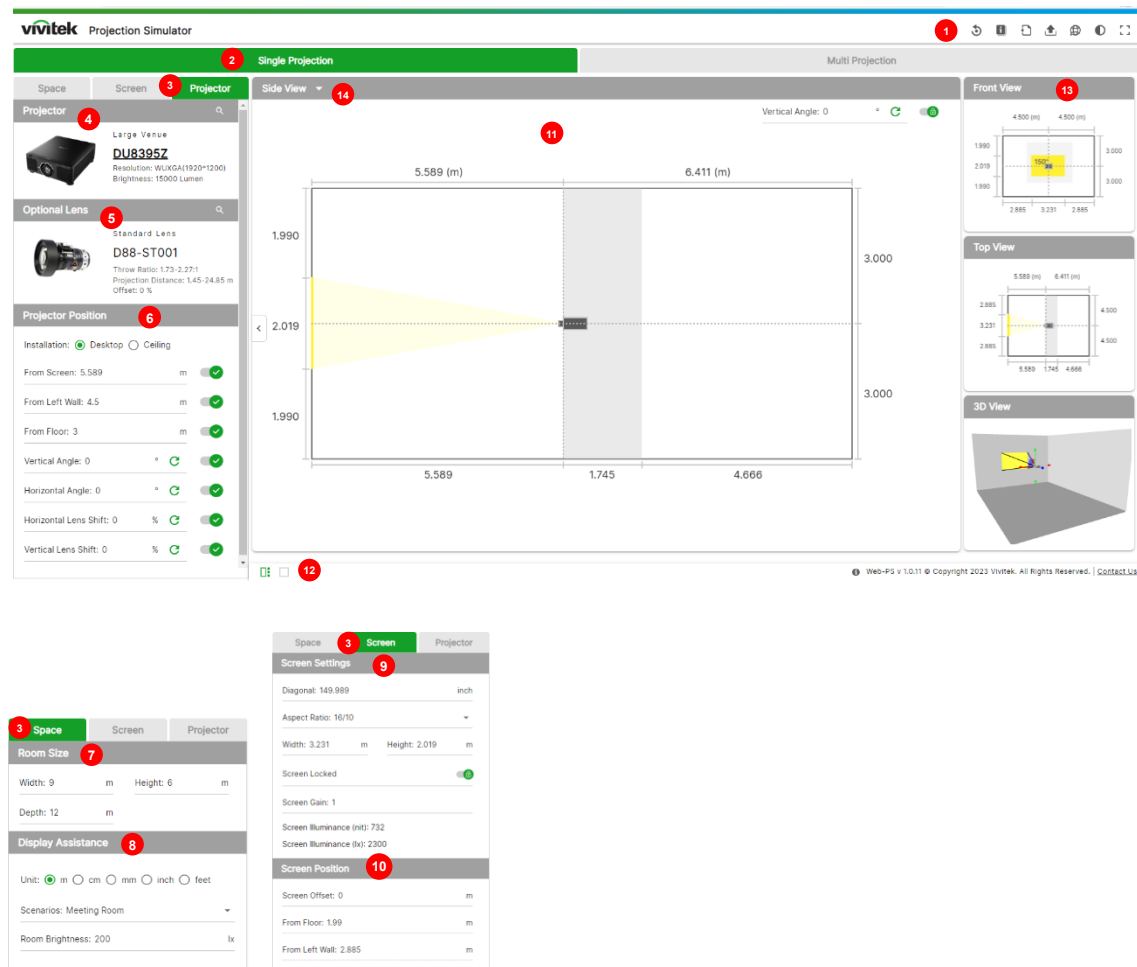 vivitek Projection Simulator
1
2 Single Projection
Multi Projection
Space
Screen
3 Projector
Projector
4
Large Venue
DU8395Z
Resolution: WUXGA(1920*1200)
Brightness: 15000 Lumen
Optional Lens
5
Standard Lens
D88-ST001
Throw Ratio: 1.73-2.27:1
Projection Distance: 1.45-24.85 m
Offset: 0 %
Projector Position
6
Installation: Desktop Ceiling
From Screen: 5.589 m
From Left Wall: 4.5 m
From Floor: 3 m
Vertical Angle: 0 °
Horizontal Angle: 0 °
Horizontal Lens Shift: 0 %
Vertical Lens Shift: 0 %
Side View
14
11
Vertical Angle: 0 °
5.589 (m)
6.411 (m)
1.990
3.000
2.019
3.000
1.990
5.589
1.745
4.666
12
Front View
13
4.500 (m)
4.500 (m)
1.990
3.000
150"
2.019
3.000
1.990
2.885
3.231
2.885
Top View
5.589 (m)
6.411 (m)
2.885
4.500
3.231
4.500
2.885
5.589
1.745
4.666
3D View
Web-PS v 1.0.11 © Copyright 2023 Vivitek. All Rights Reserved. | Contact Us
3 Space
Screen
Projector
Room Size
7
Width: 9 m
Height: 6 m
Depth: 12 m
Display Assistance
8
Unit: m cm mm inch feet
Scenarios: Meeting Room
Room Brightness: 200 lx
Space
3 Screen
Projector
Screen Settings
9
Diagonal: 149.989 inch
Aspect Ratio: 16/10
Width: 3.231 m
Height: 2.019 m
Screen Locked
Screen Gain: 1
Screen Illuminance (nit): 732
Screen Illuminance (lx): 2300
Screen Position
10
Screen Offset: 0 m
From Floor: 1.99 m
From Left Wall: 2.885 m